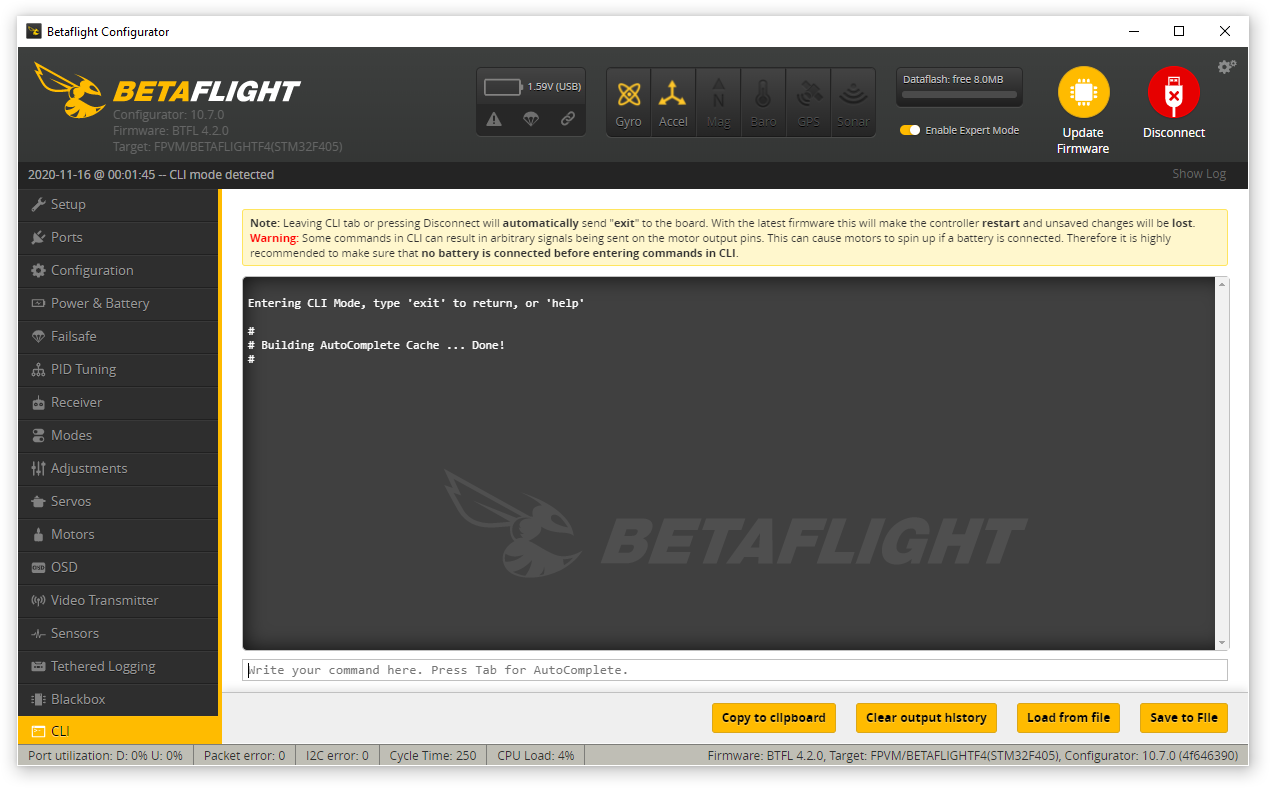 Betaflight Configurator
BETAFLIGHT
Configurator: 10.7.0
Firmware: BTFL 4.2.0
Target: FPVM/BETAFLIGHTF4(STM32F405)
1.59V (USB)
Gyro
Accel
Mag
Baro
GPS
Sonar
Dataflash: free 8.0MB
Enable Expert Mode
Update
Firmware
Disconnect
2020-11-16 @ 00:01:45 -- CLI mode detected
Show Log
Setup
Ports
Configuration
Power & Battery
Failsafe
PID Tuning
Receiver
Modes
Adjustments
Servos
Motors
OSD
OSD
Video Transmitter
Sensors
Tethered Logging
Blackbox
CLI
Note: Leaving CLI tab or pressing Disconnect will automatically send "exit" to the board. With the latest firmware this will make the controller restart and unsaved changes will be lost.
Warning: Some commands in CLI can result in arbitrary signals being sent on the motor output pins. This can cause motors to spin up if a battery is connected. Therefore it is highly
recommended to make sure that no battery is connected before entering commands in CLI.
Entering CLI Mode, type 'exit' to return, or 'help'
#
# Building AutoComplete Cache ... Done!
#
BETAFLIGHT
Write your command here. Press Tab for AutoComplete.
Copy to clipboard
Clear output history
Load from file
Save to File
Port utilization: D: 0% U: 0%
Packet error: 0
I2C error: 0
Cycle Time: 250
CPU Load: 4%
Firmware: BTFL 4.2.0, Target: FPVM/BETAFLIGHTF4(STM32F405), Configurator: 10.7.0 (4f646390)